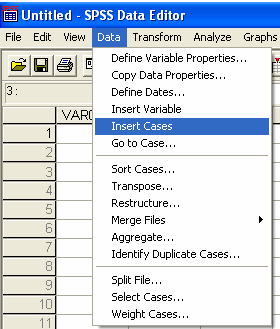 Untitled - SPSS Data Editor
File Edit View Data Transform Analyze Graphs
3:
VAR0
1
2
3
4
5
6
7
8
9
10
11
Define Variable Properties...
Copy Data Properties...
Define Dates...
Insert Variable
Insert Cases
Go to Case...
Sort Cases...
Transpose...
Restructure...
Merge Files
Aggregate...
Identify Duplicate Cases...
Split File...
Select Cases...
Weight Cases...